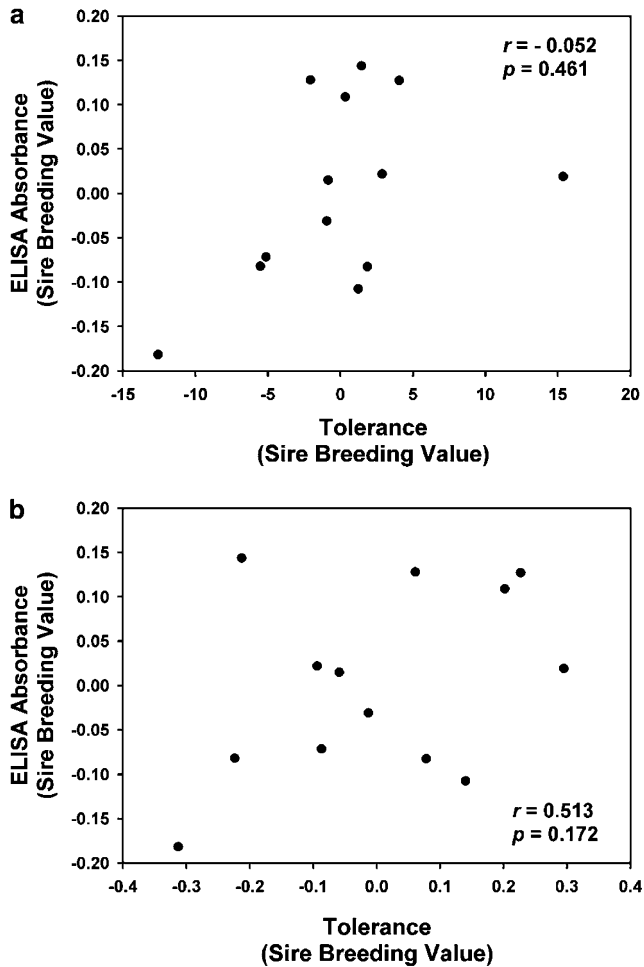 a
r = - 0.052
p = 0.461
ELISA Absorbance
(Sire Breeding Value)
0.20
0.15
0.10
0.05
0.00
-0.05
-0.10
-0.15
-0.20
-15 -10 -5 0 5 10 15 20
Tolerance
(Sire Breeding Value)
b
ELISA Absorbance
(Sire Breeding Value)
0.20
0.15
0.10
0.05
0.00
-0.05
-0.10
-0.15
-0.20
r = 0.513
p = 0.172
-0.4 -0.3 -0.2 -0.1 0.0 0.1 0.2 0.3 0.4
Tolerance
(Sire Breeding Value)